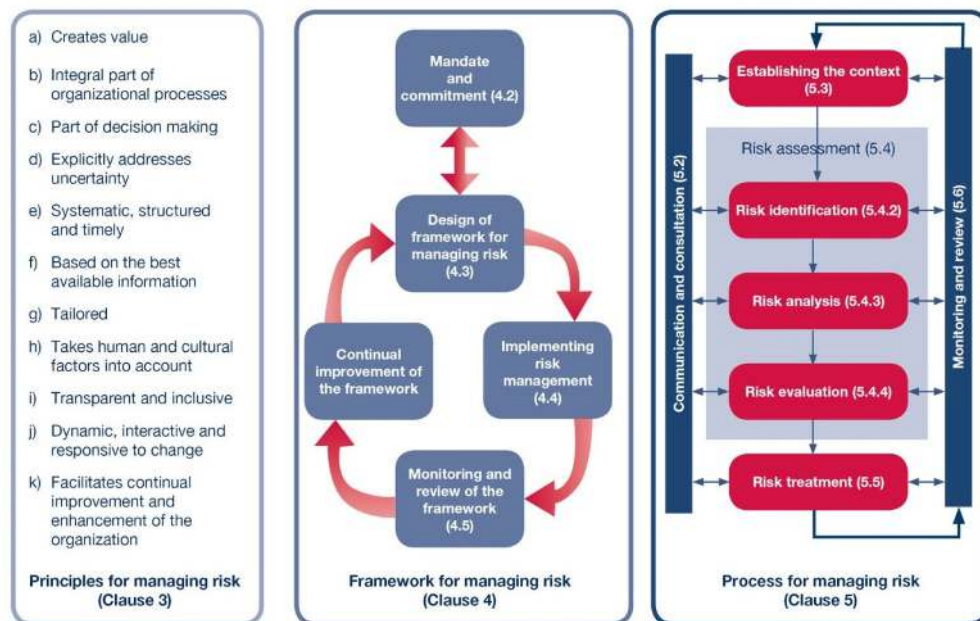 a) Creates value
b) Integral part of
organizational processes
c) Part of decision making
d) Explicitly addresses
uncertainty
e) Systematic, structured
and timely
f) Based on the best
available information
g) Tailored
h) Takes human and cultural
factors into account
i) Transparent and inclusive
j) Dynamic, interactive and
responsive to change
k) Facilitates continual
improvement and
enhancement of the
organization
Principles for managing risk
(Clause 3)
Mandate
and
commitment (4.2)
Design of
framework for
managing risk
(4.3)
Implementing
risk
management
(4.4)
Monitoring and
review of the
framework
(4.5)
Continual
improvement of
the framework
Framework for managing risk
(Clause 4)
Communication and consultation (5.2)
Establishing the context
(5.3)
Risk assessment (5.4)
Risk identification (5.4.2)
Risk analysis (5.4.3)
Risk evaluation (5.4.4)
Risk treatment (5.5)
Monitoring and review (5.6)
Process for managing risk
(Clause 5)